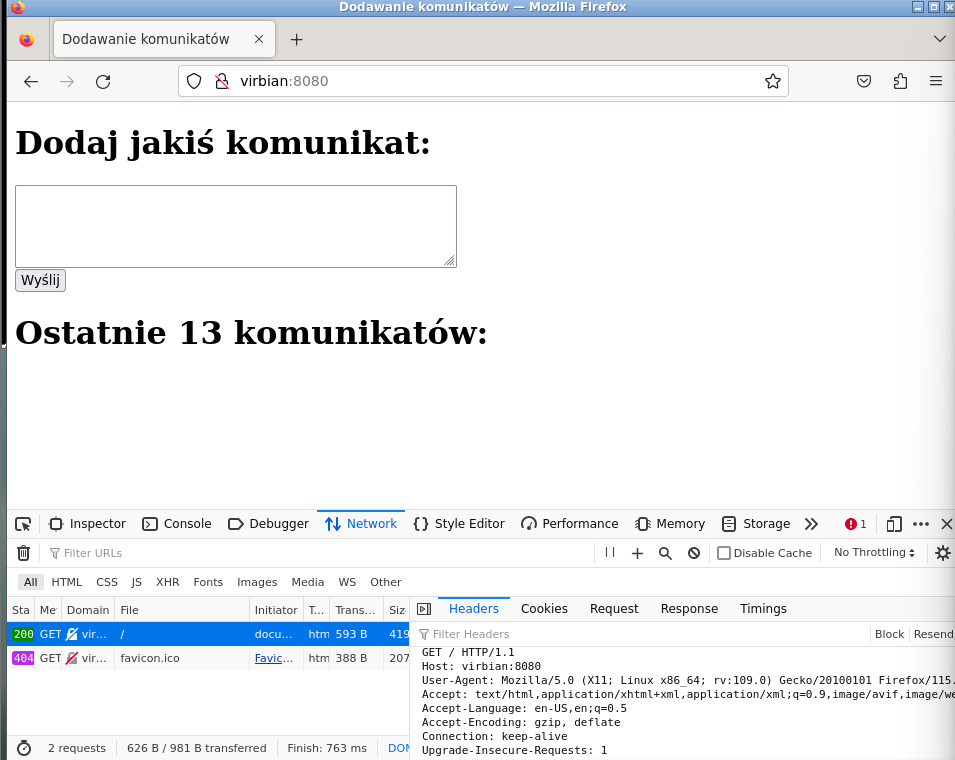 Dodawanie komunikatów — Mozilla Firefox
Dodawanie komunikatów
virbian:8080
Dodaj jakiś komunikat:
Wyślij
Ostatnie 13 komunikatów:
Inspector Console Debugger Network Style Editor Performance Memory Storage 1
Filter URLs Disable Cache No Throttling
All HTML CSS JS XHR Fonts Images Media WS Other
Sta Me Domain File Initiator T... Trans... Siz
200 GET vir... / docu... htm 593 B 419
404 GET vir... favicon.ico Favic... htm 388 B 207
2 requests 626 B / 981 B transferred Finish: 763 ms DOM
Headers Cookies Request Response Timings
Filter Headers Block Resend
GET / HTTP/1.1
Host: virbian:8080
User-Agent: Mozilla/5.0 (X11; Linux x86_64; rv:109.0) Gecko/20100101 Firefox/115.
Accept: text/html,application/xhtml+xml,application/xml;q=0.9,image/avif,image/we
Accept-Language: en-US,en;q=0.5
Accept-Encoding: gzip, deflate
Connection: keep-alive
Upgrade-Insecure-Requests: 1